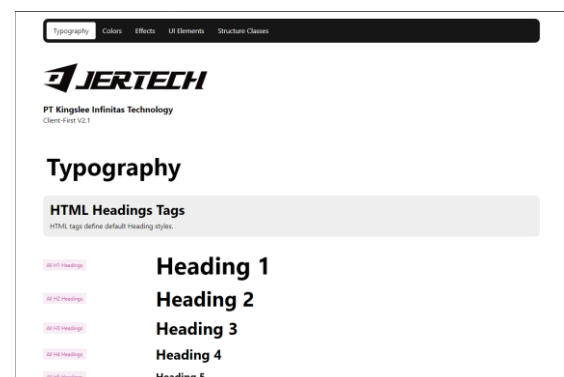 Typography Colors Effects UI Elements Structure Classes
JERTECH
PT Kingslee Infinitas Technology
Client-First V2.1
Typography
HTML Headings Tags
HTML tags define default Heading styles.
All H1 Headings Heading 1
All H2 Headings Heading 2
All H3 Headings Heading 3
All H4 Headings Heading 4
Heading 5